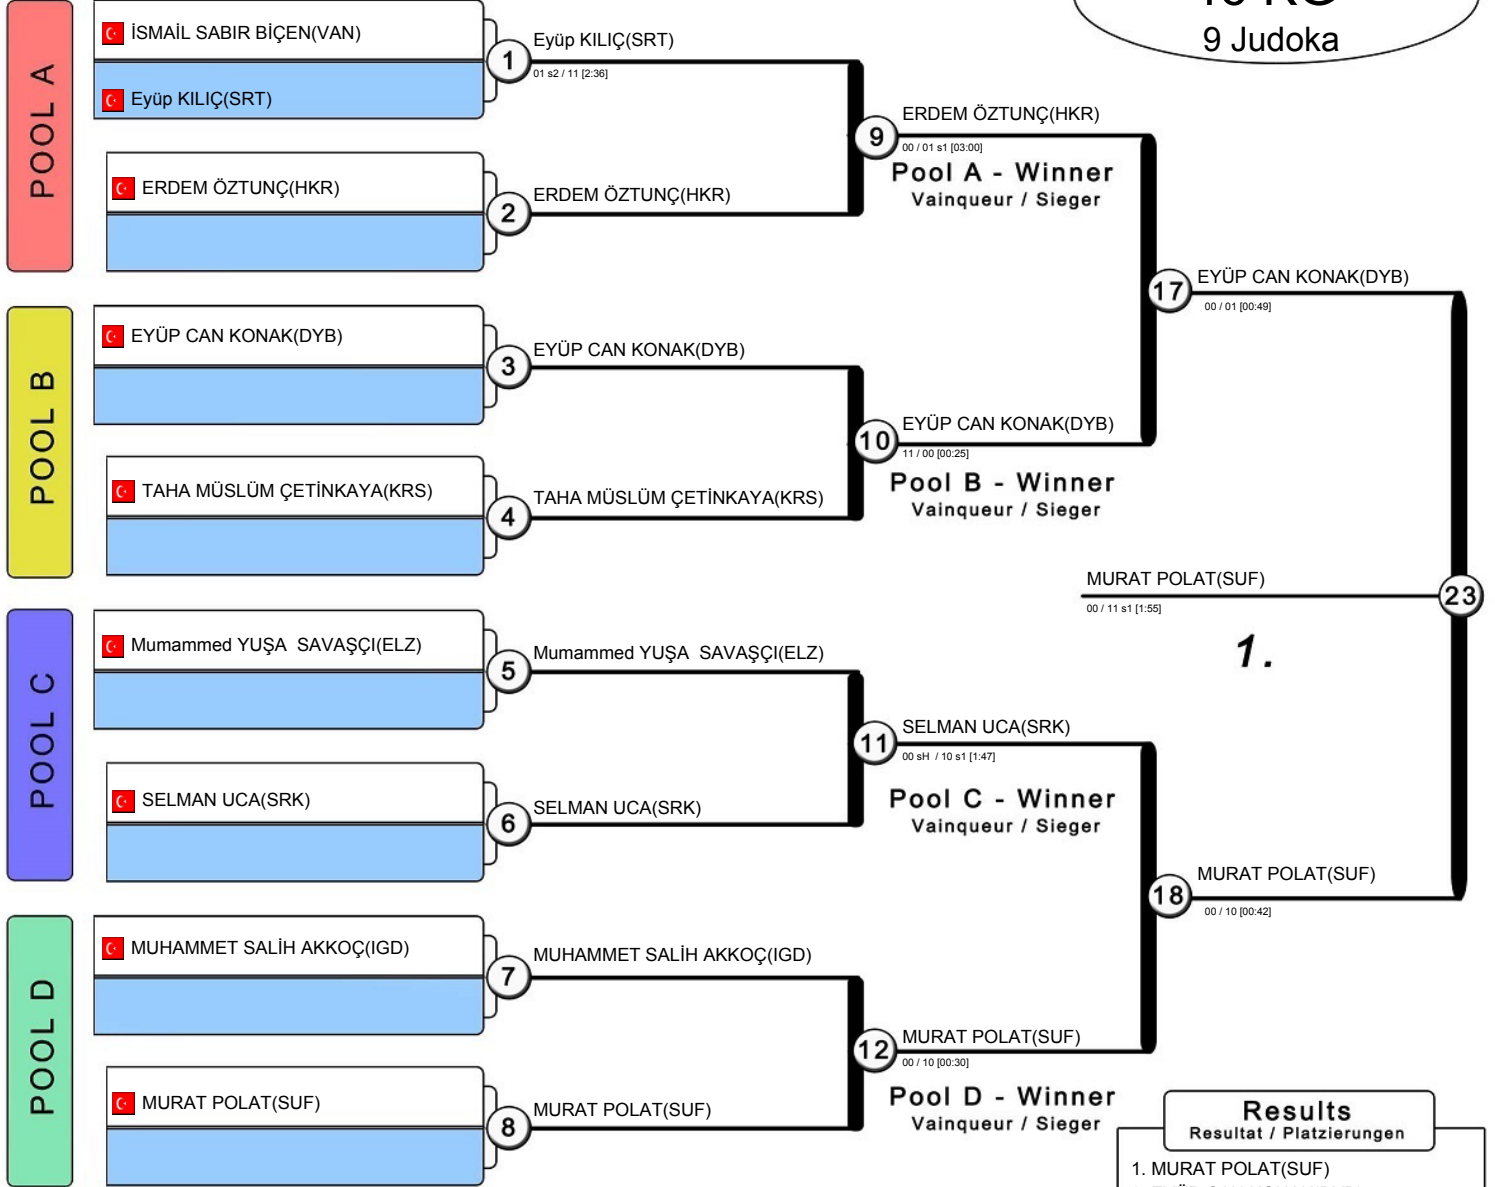 9 Judoka
POOL A
İSMAİL SABIR BİÇEN(VAN)
Eyüp KILIÇ(SRT)
1
Eyüp KILIÇ(SRT)
01 s2 / 11 [2:36]
ERDEM ÖZTUNÇ(HKR)
2
ERDEM ÖZTUNÇ(HKR)
9
ERDEM ÖZTUNÇ(HKR)
00 / 01 s1 [03:00]
Pool A - Winner
Vainqueur / Sieger
POOL B
EYÜP CAN KONAK(DYB)
3
EYÜP CAN KONAK(DYB)
TAHA MÜSLÜM ÇETİNKAYA(KRS)
4
TAHA MÜSLÜM ÇETİNKAYA(KRS)
10
EYÜP CAN KONAK(DYB)
11 / 00 [00:25]
Pool B - Winner
Vainqueur / Sieger
17
EYÜP CAN KONAK(DYB)
00 / 01 [00:49]
POOL C
Mumammed YUŞA  SAVAŞÇI(ELZ)
5
Mumammed YUŞA  SAVAŞÇI(ELZ)
SELMAN UCA(SRK)
6
SELMAN UCA(SRK)
11
SELMAN UCA(SRK)
00 sH  / 10 s1 [1:47]
Pool C - Winner
Vainqueur / Sieger
POOL D
MUHAMMET SALİH AKKOÇ(IGD)
7
MUHAMMET SALİH AKKOÇ(IGD)
MURAT POLAT(SUF)
8
MURAT POLAT(SUF)
12
MURAT POLAT(SUF)
00 / 10 [00:30]
Pool D - Winner
Vainqueur / Sieger
18
MURAT POLAT(SUF)
00 / 10 [00:42]
MURAT POLAT(SUF)
00 / 11 s1 [1:55]
23
1.
Results
Resultat / Platzierungen
1. MURAT POLAT(SUF)